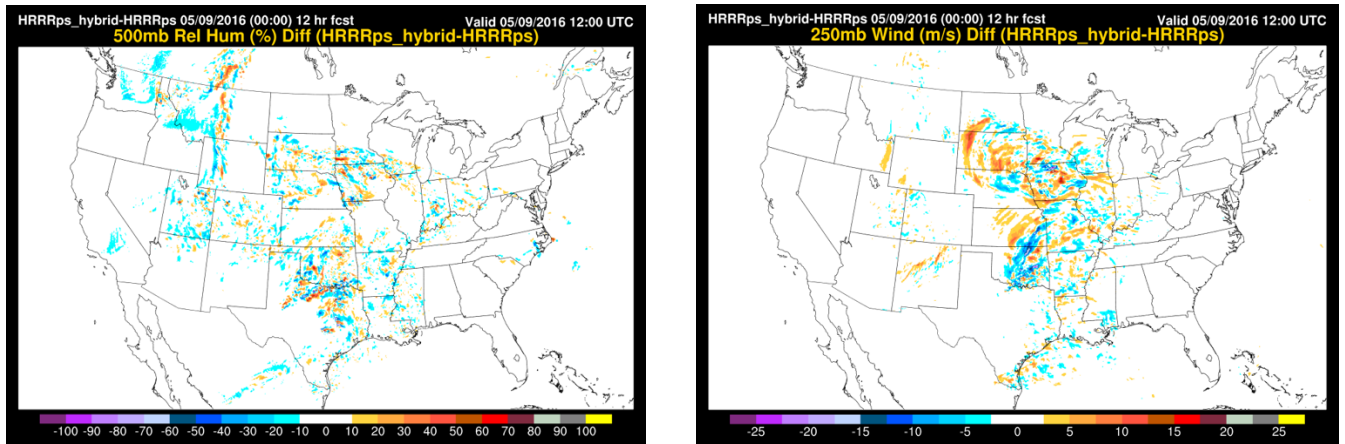 HRRRps_hybrid-HRRRps 05/09/2016 (00:00) 12 hr fcst
Valid 05/09/2016 12:00 UTC
500mb Rel Hum (%) Diff (HRRRps_hybrid-HRRRps)
-100 -90 -80 -70 -60 -50 -40 -30 -20 -10 0 10 20 30 40 50 60 70 80 90 100
HRRRps_hybrid-HRRRps 05/09/2016 (00:00) 12 hr fcst
Valid 05/09/2016 12:00 UTC
250mb Wind (m/s) Diff (HRRRps_hybrid-HRRRps)
-25 -20 -15 -10 -5 0 5 10 15 20 25